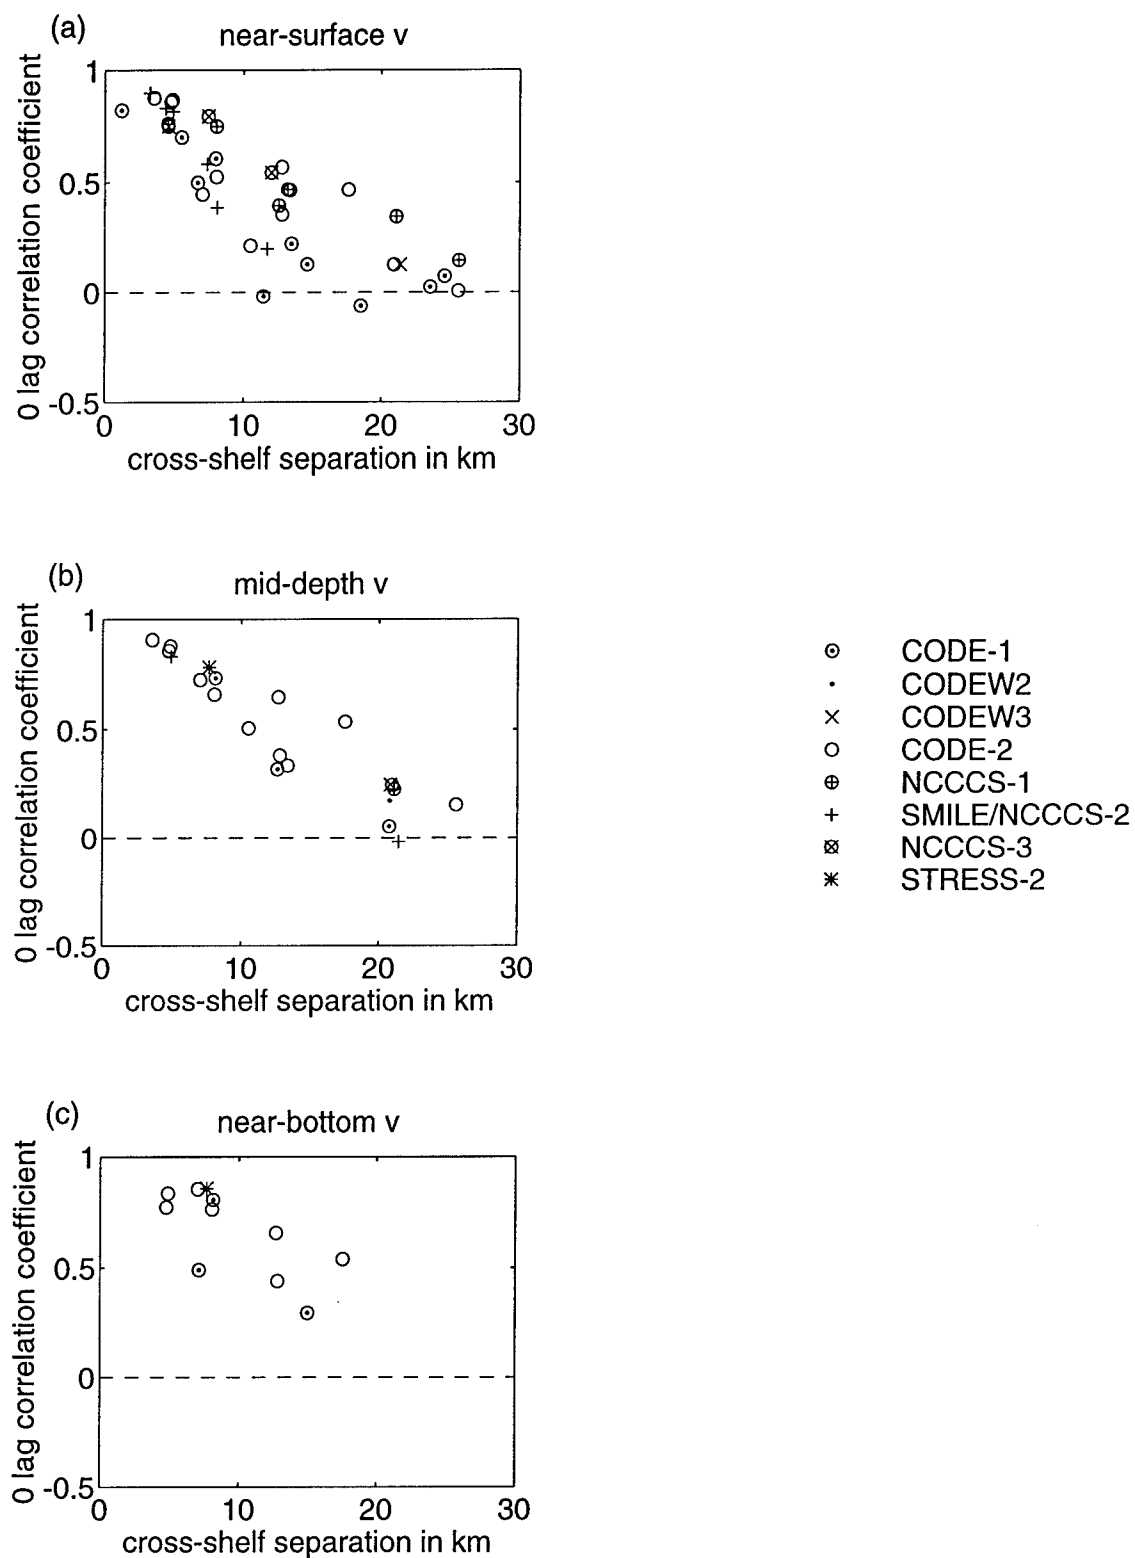 (a)
near-surface v
0 lag correlation coefficient
1
0.5
0
-0.5
0 10 20 30
cross-shelf separation in km
(b)
mid-depth v
0 lag correlation coefficient
1
0.5
0
-0.5
0 10 20 30
cross-shelf separation in km
CODE-1
CODEW2
CODEW3
CODE-2
NCCCS-1
SMILE/NCCCS-2
NCCCS-3
STRESS-2
(c)
near-bottom v
0 lag correlation coefficient
1
0.5
0
-0.5
0 10 20 30
cross-shelf separation in km